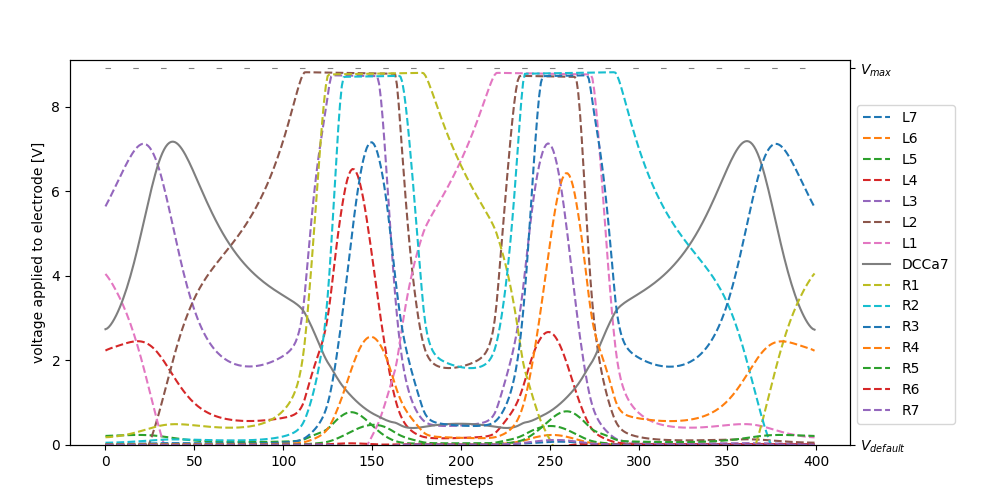 voltage applied to electrode [V]
8
6
4
2
0
0 50 100 150 200 250 300 350 400
timesteps
V_max
V_default
L7
L6
L5
L4
L3
L2
L1
DCCa7
R1
R2
R3
R4
R5
R6
R7